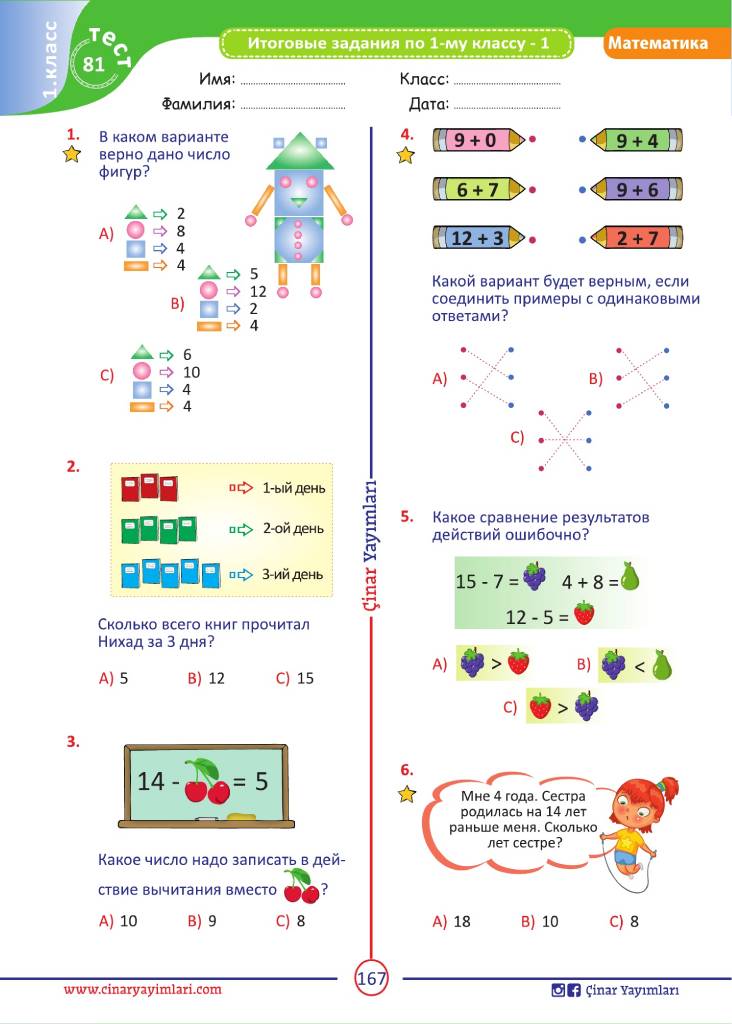 1.класс
тест
81
Итоговые задания по 1-му классу - 1
Математика
Имя: ..............................
Класс: ..............................
Фамилия: ..............................
Дата: ..............................
1.
В каком варианте
верно дано число
фигур?
A)
2
8
4
4
B)
5
12
2
4
C)
6
10
4
4
2.
1-ый день
2-ой день
3-ий день
Сколько всего книг прочитал
Нихад за 3 дня?
A) 5 B) 12 C) 15
3.
14 - = 5
Какое число надо записать в дей-
ствие вычитания вместо ?
A) 10 B) 9 C) 8
Çinar Yayımları
4.
9 + 0 9 + 4
6 + 7 9 + 6
12 + 3 2 + 7
Какой вариант будет верным, если
соединить примеры с одинаковыми
ответами?
A) B)
C)
5.
Какое сравнение результатов
действий ошибочно?
15 - 7 = 4 + 8 =
12 - 5 =
A) > B) <
C) >
6.
Мне 4 года. Сестра
родилась на 14 лет
раньше меня. Сколько
лет сестре?
A) 18 B) 10 C) 8
www.cinaryayimlari.com
167
Çinar Yayımları